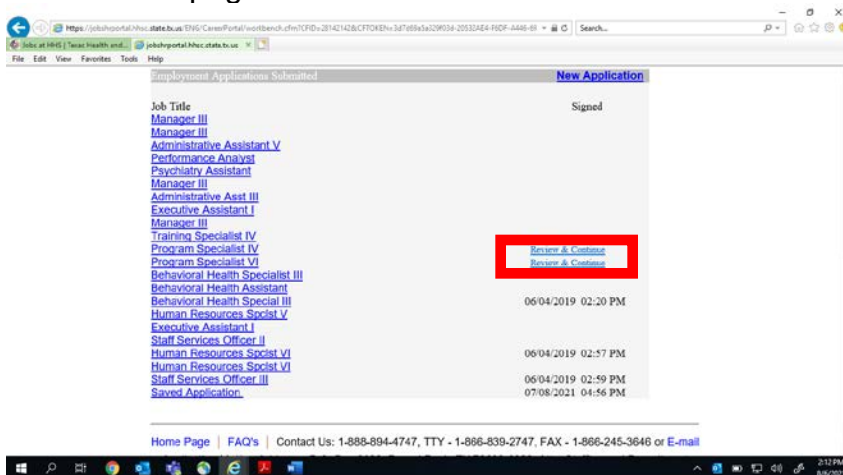 https://jobshrportal.hhsc.state.tx.us/ENG/CareerPortal/workbench.cfm?CFID=
Search...
Jobs at HHS | Texas Health and...
jobshrportal.hhsc.state.tx.us
File Edit View Favorites Tools Help
Employment Applications Submitted New Application
Job Title Signed
Manager III
Manager III
Administrative Assistant V
Performance Analyst
Psychiatry Assistant
Manager III
Administrative Asst III
Executive Assistant I
Manager III
Training Specialist IV
Program Specialist IV Review & Continue
Program Specialist VI Review & Continue
Behavioral Health Specialist III
Behavioral Health Assistant
Behavioral Health Special III 06/04/2019 02:20 PM
Human Resources Spclst V
Executive Assistant I
Staff Services Officer II
Human Resources Spclst VI 06/04/2019 02:57 PM
Human Resources Spclst VI
Staff Services Officer III 06/04/2019 02:59 PM
Saved Application. 07/08/2021 04:56 PM
Home Page | FAQ's | Contact Us: 1-888-894-4747, TTY - 1-866-839-2747, FAX - 1-866-245-3646 or E-mail
2:12 PM